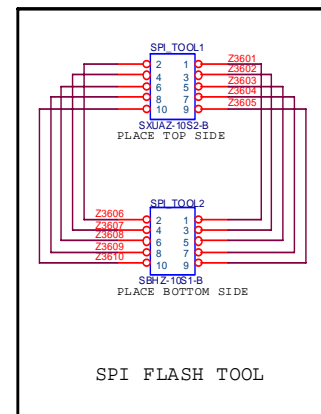 SPI_TOOL1
2 1 Z3601
4 3 Z3602
6 5 Z3603
8 7 Z3604
10 9 Z3605
SXUAZ-10S2-B
PLACE TOP SIDE
SPI_TOOL2
Z3606 2 1
Z3607 4 3
Z3608 6 5
Z3609 8 7
Z3610 10 9
SBHZ-10S1-B
PLACE BOTTOM SIDE
SPI FLASH TOOL